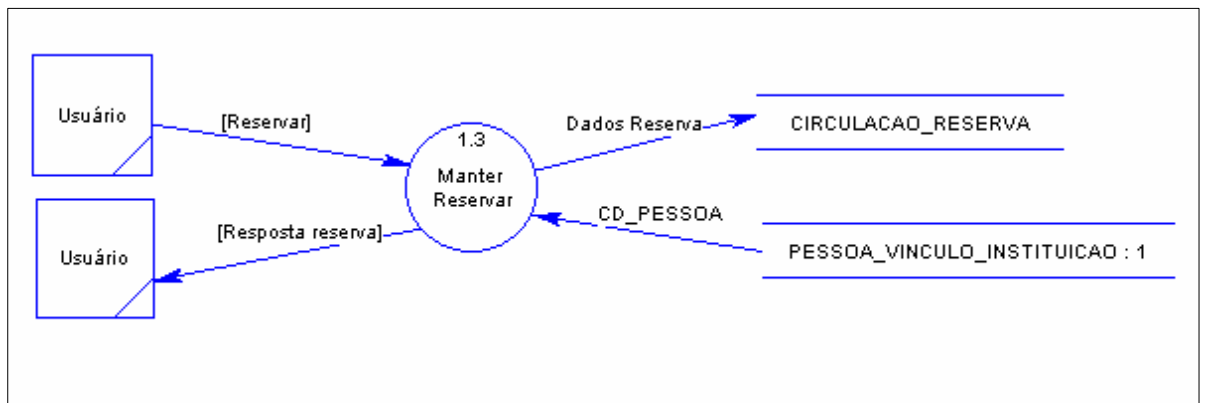 Usuário
[Reservar]
1.3
Manter
Reservar
Dados Reserva
CIRCULACAO_RESERVA
CD_PESSOA
PESSOA_VINCULO_INSTITUICAO : 1
[Resposta reserva]
Usuário